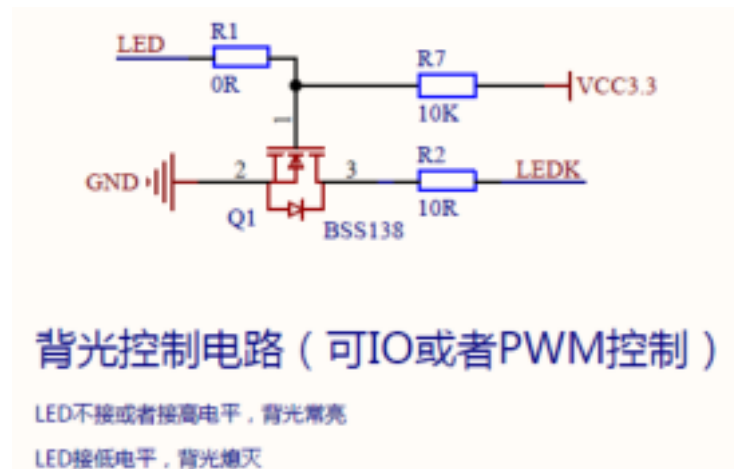 LED
R1
0R
R7
10K
VCC3.3
1
R2
LEDK
10R
GND
2
3
Q1
BSS138
背光控制电路（可IO或者PWM控制）
LED不接或者接高电平，背光常亮
LED接低电平，背光熄灭